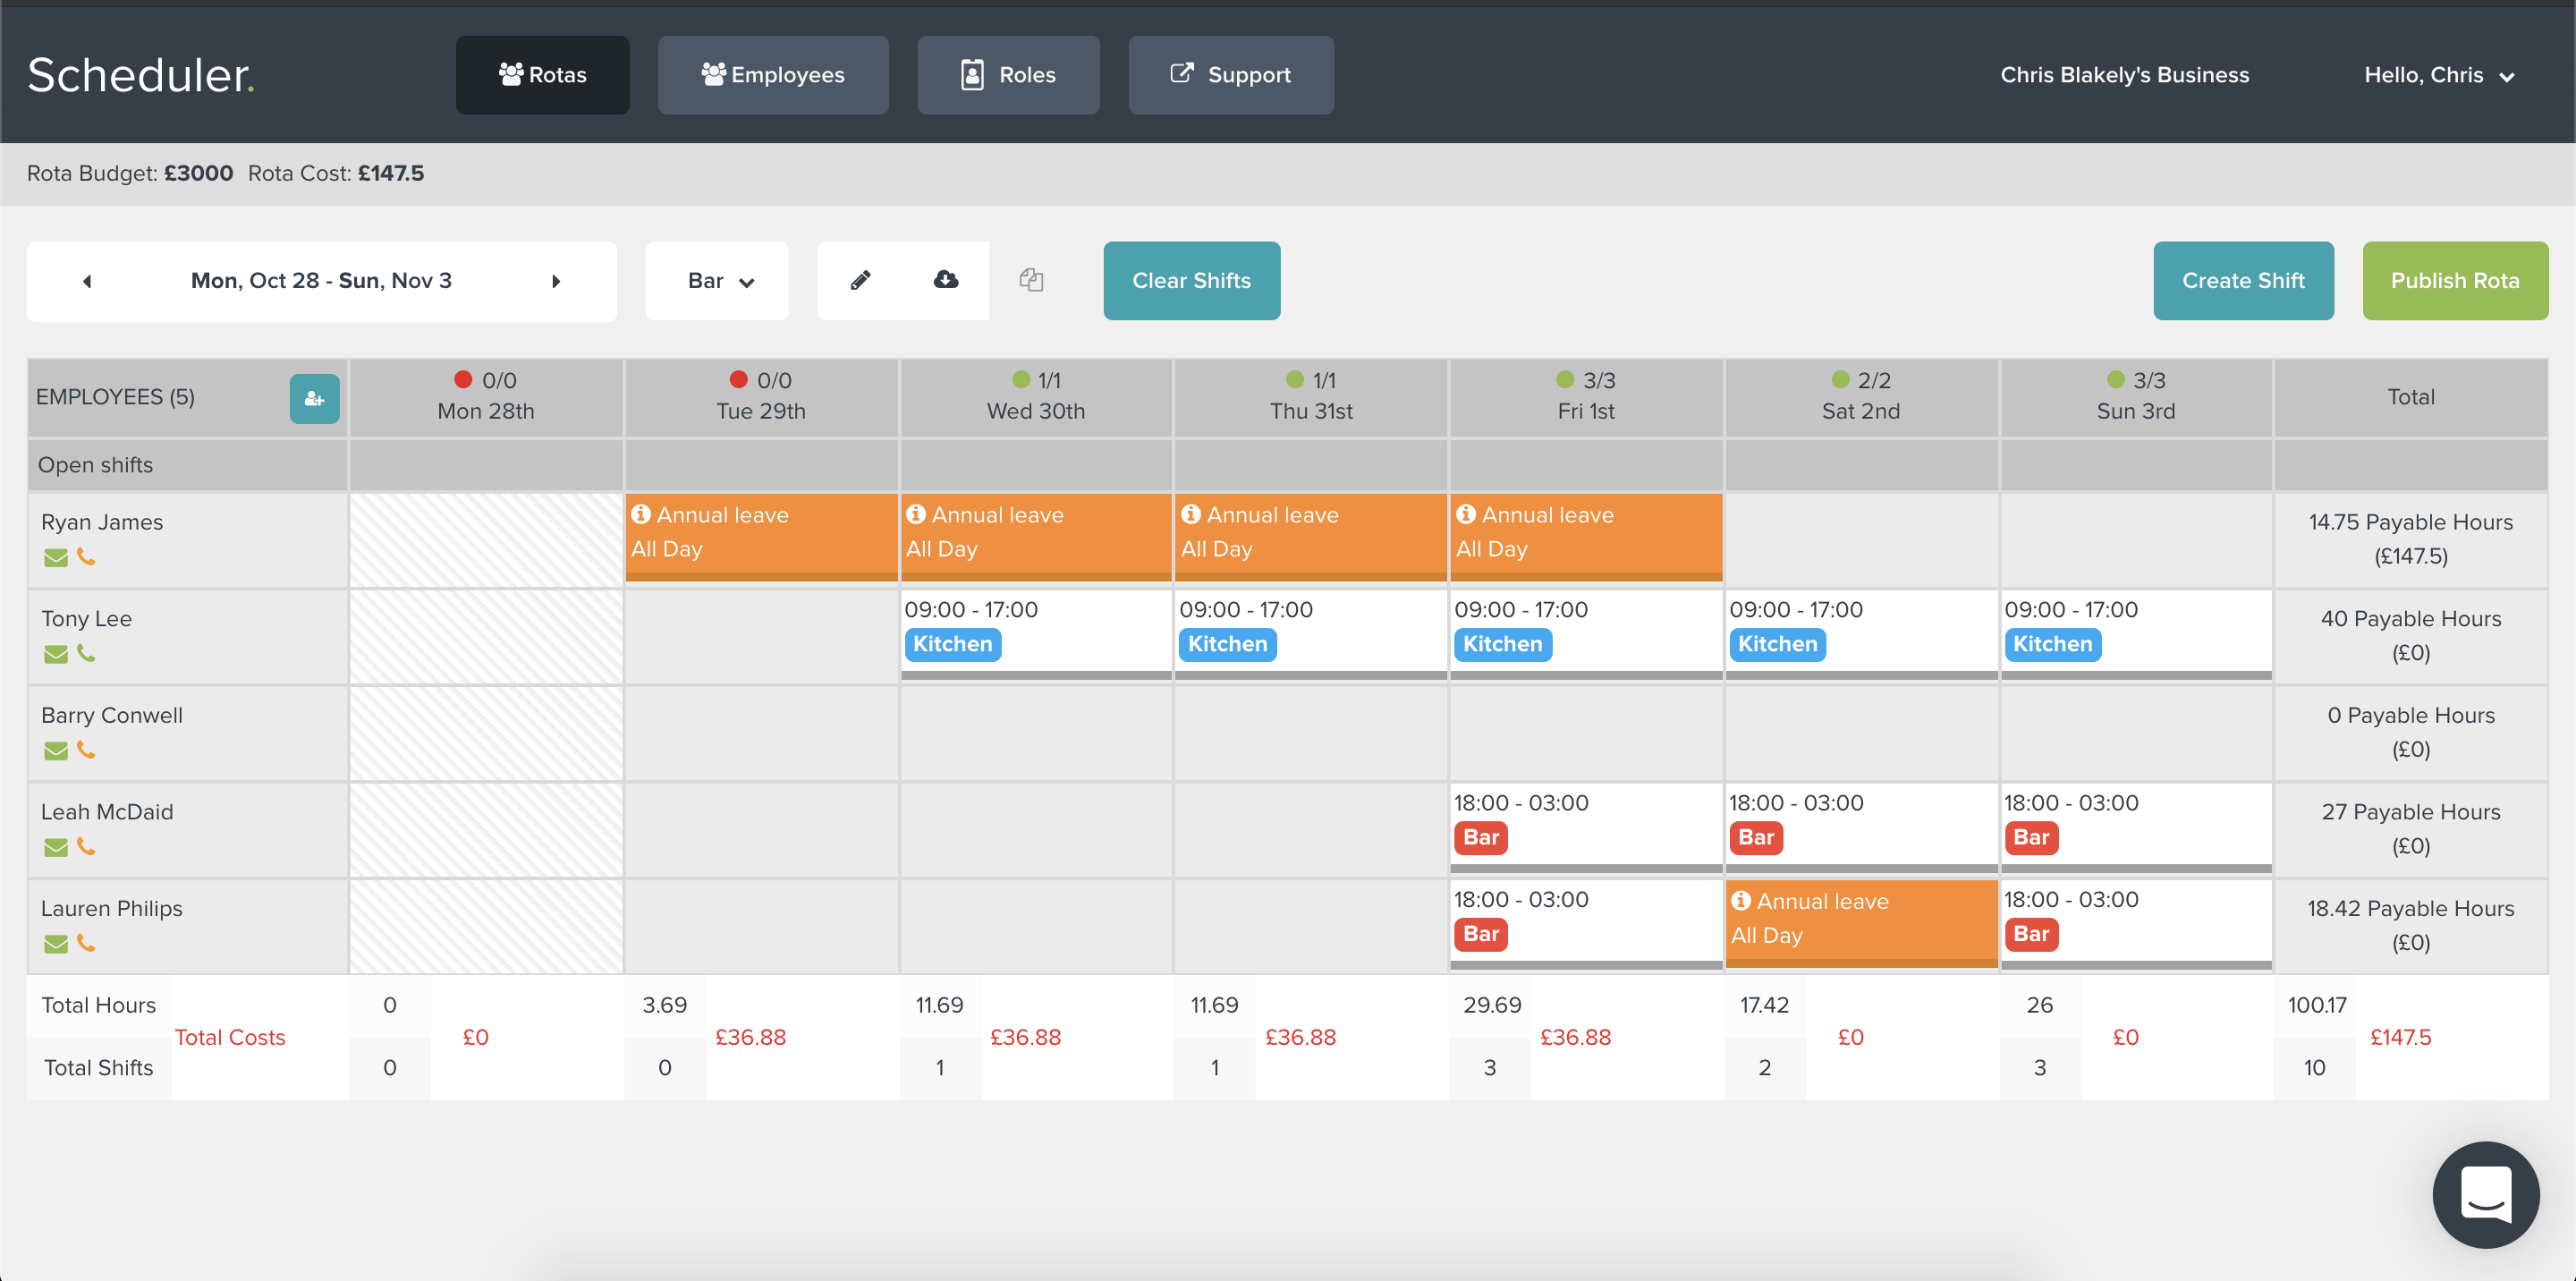 Scheduler.
Rotas
Employees
Roles
Support
Chris Blakely's Business
Hello, Chris
Rota Budget: £3000 Rota Cost: £147.5
Mon, Oct 28 - Sun, Nov 3
Bar
Clear Shifts
Create Shift
Publish Rota
EMPLOYEES (5)
0/0
Mon 28th
0/0
Tue 29th
1/1
Wed 30th
1/1
Thu 31st
3/3
Fri 1st
2/2
Sat 2nd
3/3
Sun 3rd
Total
Open shifts
Ryan James
Annual leave
All Day
Annual leave
All Day
Annual leave
All Day
Annual leave
All Day
14.75 Payable Hours
(£147.5)
Tony Lee
09:00 - 17:00
Kitchen
09:00 - 17:00
Kitchen
09:00 - 17:00
Kitchen
09:00 - 17:00
Kitchen
09:00 - 17:00
Kitchen
40 Payable Hours
(£0)
Barry Conwell
0 Payable Hours
(£0)
Leah McDaid
18:00 - 03:00
Bar
18:00 - 03:00
Bar
18:00 - 03:00
Bar
27 Payable Hours
(£0)
Lauren Philips
18:00 - 03:00
Bar
Annual leave
All Day
18:00 - 03:00
Bar
18.42 Payable Hours
(£0)
Total Hours
Total Costs
Total Shifts
0
£0
0
3.69
£36.88
0
11.69
£36.88
1
11.69
£36.88
1
29.69
£36.88
3
17.42
£0
2
26
£0
3
100.17
£147.5
10